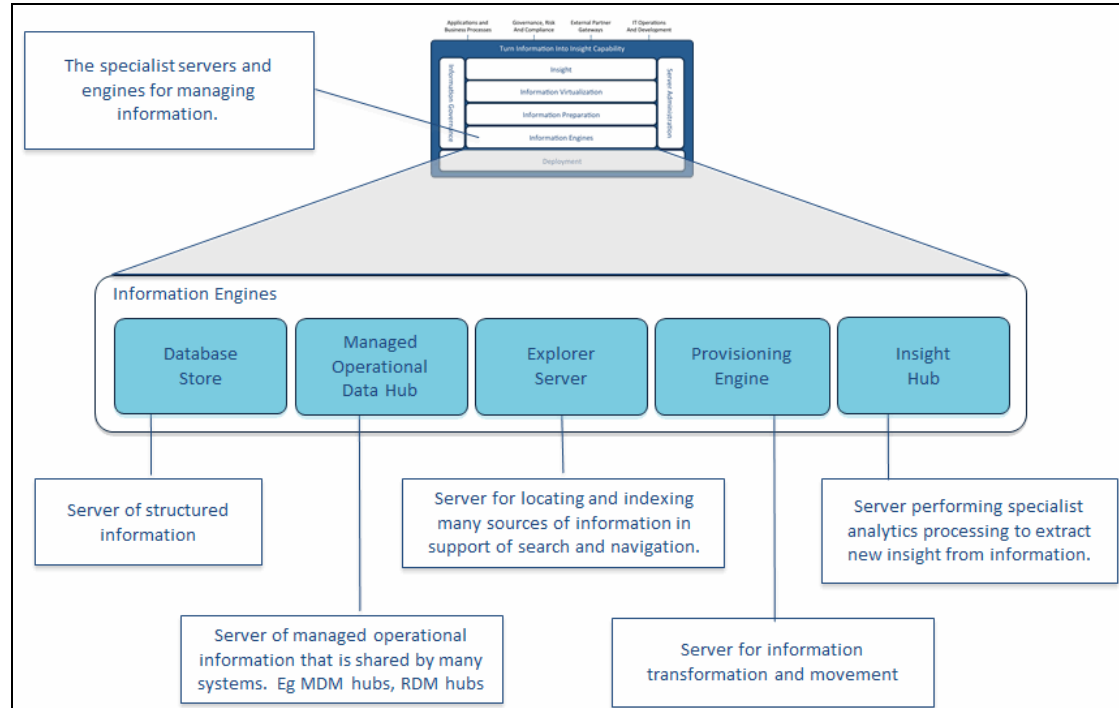 Applications and
Business Processes
Governance, Risk
And Compliance
External Partner
Gateways
IT Operations
And Development
Turn Information Into Insight Capability
Information Governance
Insight
Information Virtualization
Information Preparation
Information Engines
Server Administration
Deployment
The specialist servers and
engines for managing
information.
Information Engines
Database
Store
Managed
Operational
Data Hub
Explorer
Server
Provisioning
Engine
Insight
Hub
Server of structured
information
Server for locating and indexing
many sources of information in
support of search and navigation.
Server performing specialist
analytics processing to extract
new insight from information.
Server of managed operational
information that is shared by many
systems.  Eg MDM hubs, RDM hubs
Server for information
transformation and movement